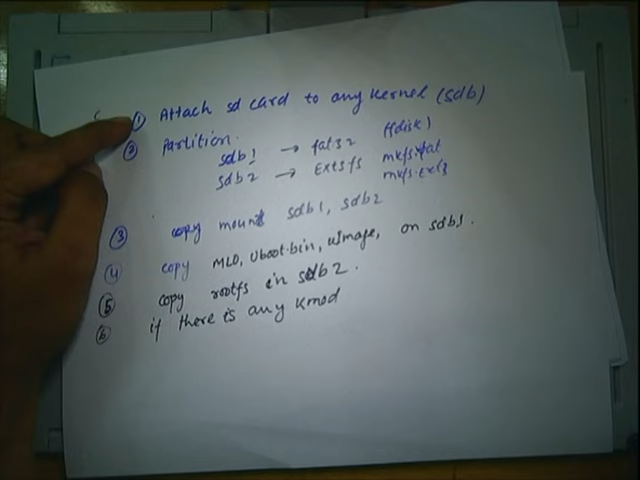 ① Attach sd card to any kernel (sdb)
② Partition. (fdisk)
sdb1 → fat32 mkfs.fat
sdb2 → ext3fs mkfs.ext3
③ copy mount sdb1, sdb2
④ copy MLO, Uboot.bin, uImage, on sdb1.
⑤ copy rootfs in sdb2.
⑥ if there is any kmod